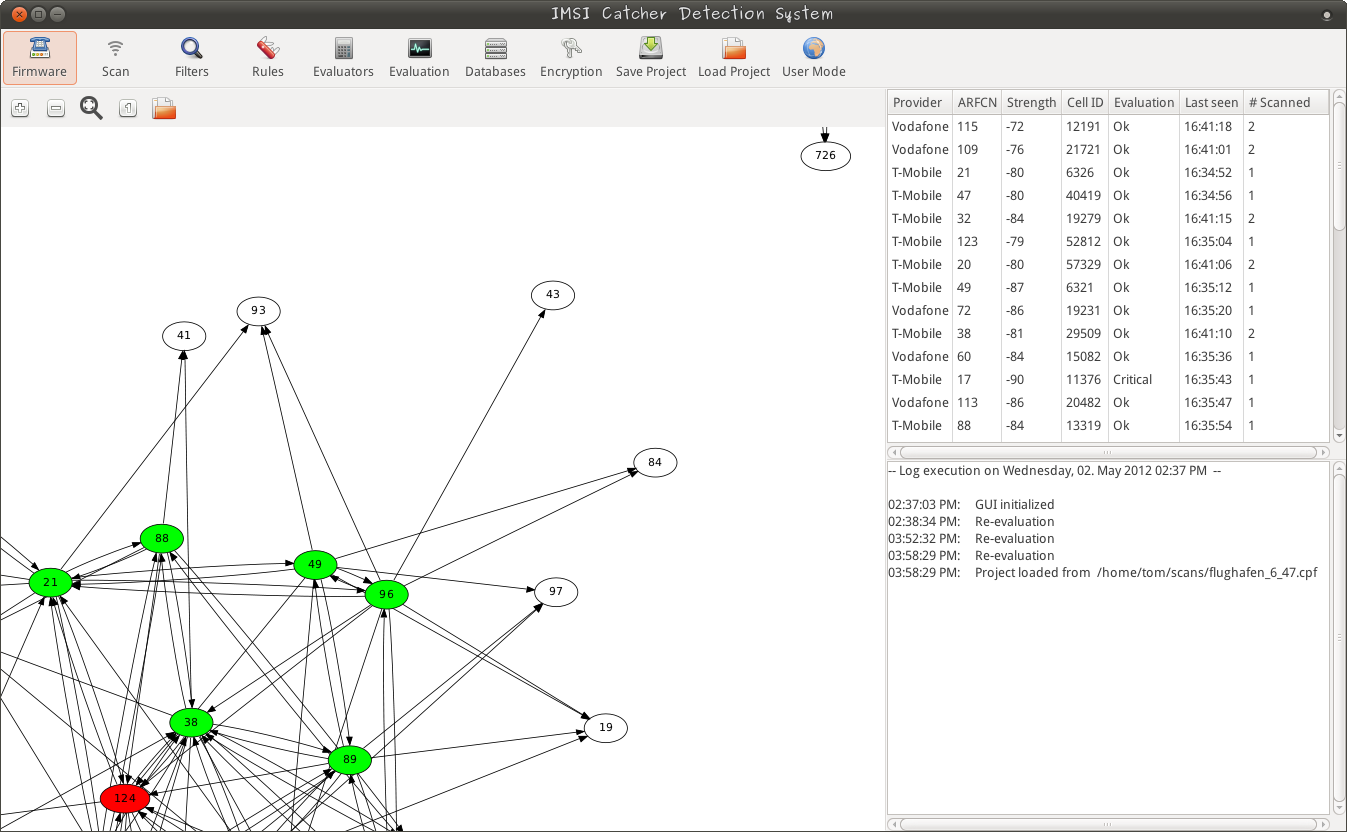 IMSI Catcher Detection System
Firmware Scan Filters Rules Evaluators Evaluation Databases Encryption Save Project Load Project User Mode
1
Provider ARFCN Strength Cell ID Evaluation Last seen # Scanned
Vodafone 115 -72 12191 Ok 16:41:18 2
Vodafone 109 -76 21721 Ok 16:41:01 2
T-Mobile 21 -80 6326 Ok 16:34:52 1
T-Mobile 47 -80 40419 Ok 16:34:56 1
T-Mobile 32 -84 19279 Ok 16:41:15 2
T-Mobile 123 -79 52812 Ok 16:35:04 1
T-Mobile 20 -80 57329 Ok 16:41:06 2
T-Mobile 49 -87 6321 Ok 16:35:12 1
Vodafone 72 -86 19231 Ok 16:35:20 1
T-Mobile 38 -81 29509 Ok 16:41:10 2
Vodafone 60 -84 15082 Ok 16:35:36 1
T-Mobile 17 -90 11376 Critical 16:35:43 1
Vodafone 113 -86 20482 Ok 16:35:47 1
T-Mobile 88 -84 13319 Ok 16:35:54 1
726
43
93
41
84
88
49
21
97
96
38
19
89
124
-- Log execution on Wednesday, 02. May 2012 02:37 PM --
02:37:03 PM: GUI initialized
02:38:34 PM: Re-evaluation
03:52:32 PM: Re-evaluation
03:58:29 PM: Re-evaluation
03:58:29 PM: Project loaded from /home/tom/scans/flughafen_6_47.cpf